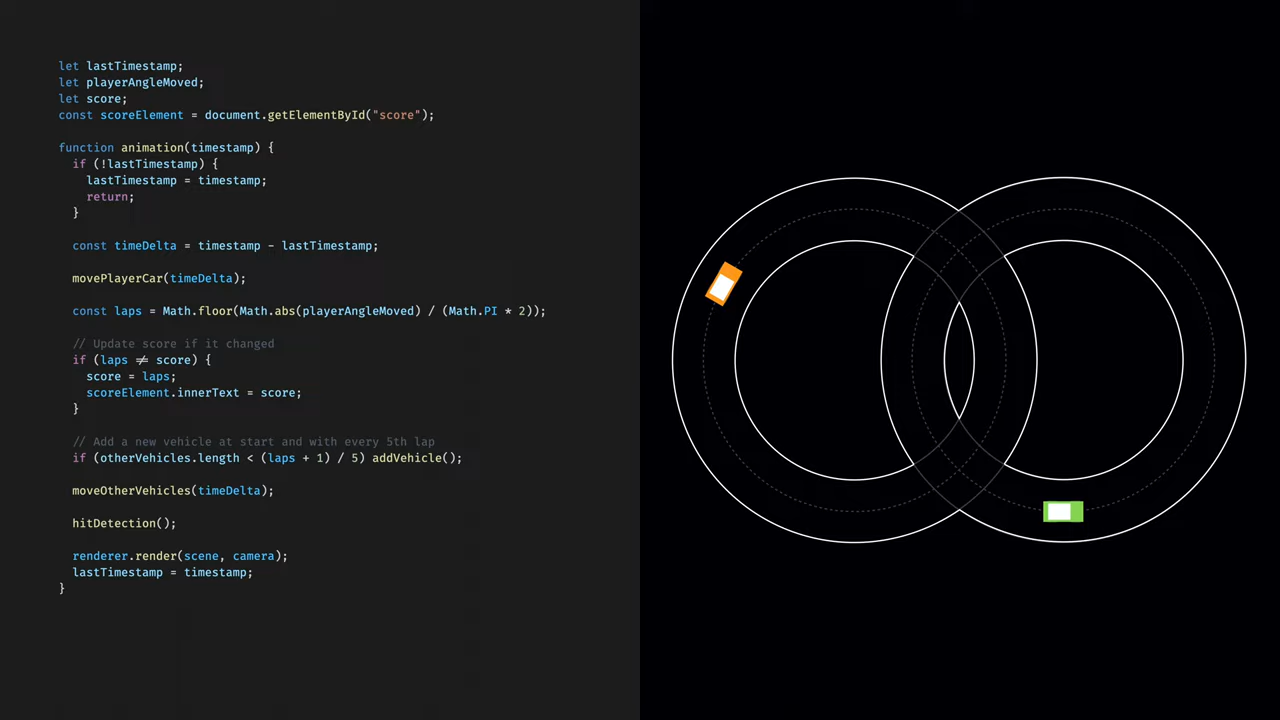 let lastTimestamp;
let playerAngleMoved;
let score;
const scoreElement = document.getElementById("score");
function animation(timestamp) {
if (!lastTimestamp) {
lastTimestamp = timestamp;
return;
}
const timeDelta = timestamp - lastTimestamp;
movePlayerCar(timeDelta);
const laps = Math.floor(Math.abs(playerAngleMoved) / (Math.PI * 2));
// Update score if it changed
if (laps ≠ score) {
score = laps;
scoreElement.innerText = score;
}
// Add a new vehicle at start and with every 5th lap
if (otherVehicles.length < (laps + 1) / 5) addVehicle();
moveOtherVehicles(timeDelta);
hitDetection();
renderer.render(scene, camera);
lastTimestamp = timestamp;
}